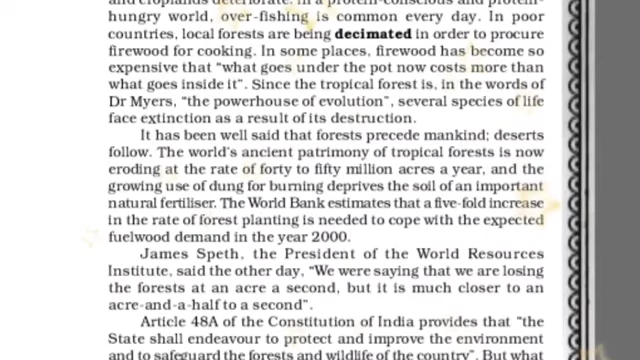 and croplands deteriorate. In a protein-conscious and protein-
hungry world, over-fishing is common every day. In poor
countries, local forests are being decimated in order to procure
firewood for cooking. In some places, firewood has become so
expensive that “what goes under the pot now costs more than
what goes inside it”. Since the tropical forest is, in the words of
Dr Myers, “the powerhouse of evolution”, several species of life
face extinction as a result of its destruction.
It has been well said that forests precede mankind; deserts
follow. The world's ancient patrimony of tropical forests is now
eroding at the rate of forty to fifty million acres a year, and the
growing use of dung for burning deprives the soil of an important
natural fertiliser. The World Bank estimates that a five-fold increase
in the rate of forest planting is needed to cope with the expected
fuelwood demand in the year 2000.
James Speth, the President of the World Resources
Institute, said the other day, “We were saying that we are losing
the forests at an acre a second, but it is much closer to an
acre-and-a-half to a second”.
Article 48A of the Constitution of India provides that “the
State shall endeavour to protect and improve the environment
and to safeguard the forests and wildlife of the country”. But what